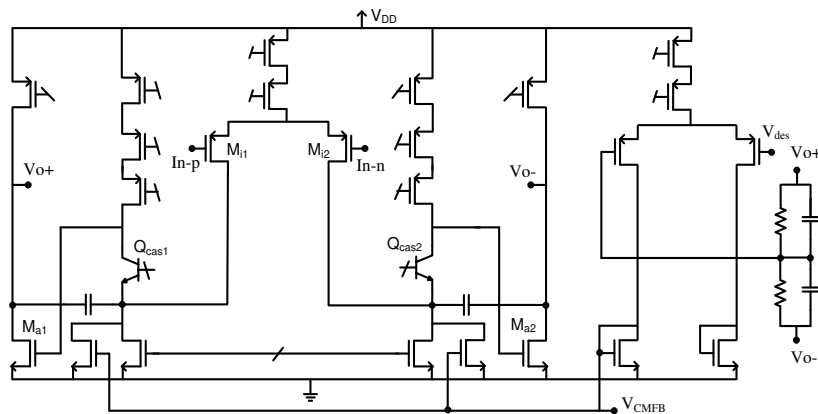 V_DD
V_des
Vo+
M_i1
M_i2
In-p
In-n
Vo+
Vo-
Q_cas1
Q_cas2
M_a1
M_a2
Vo-
V_CMFB